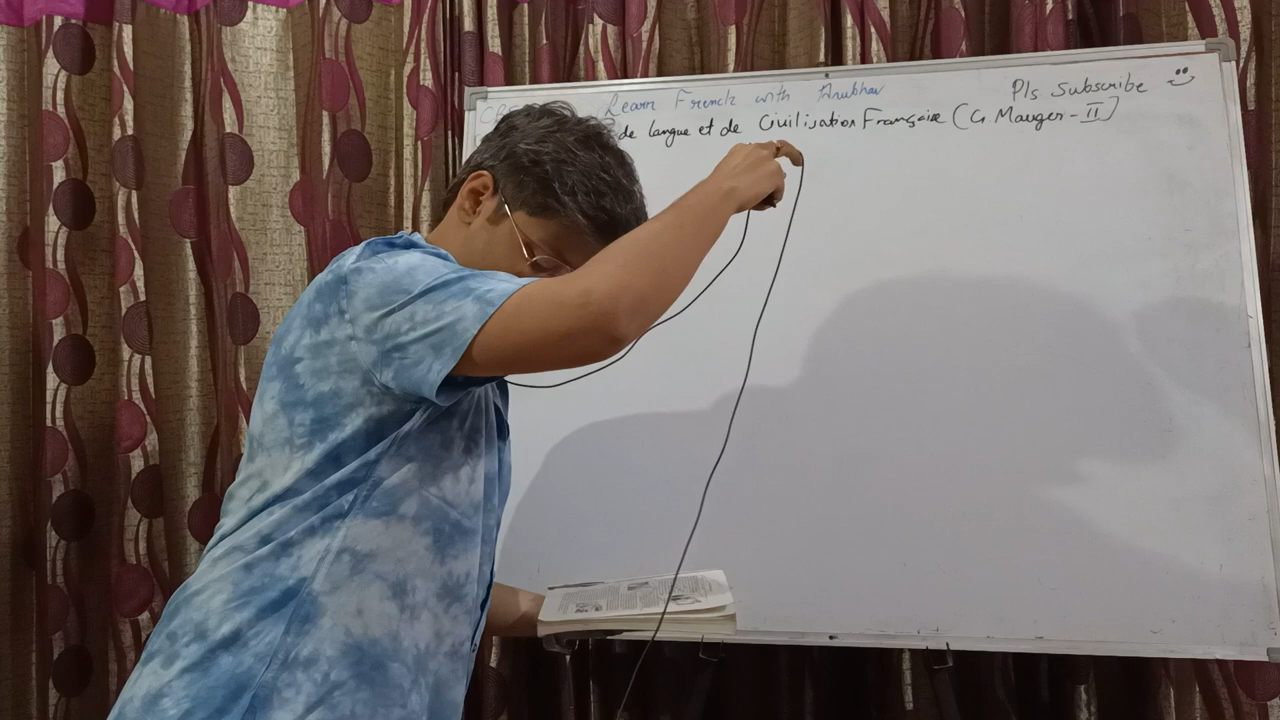 Learn French with Anubhav Pls Subscribe
de langue et de Civilisation Française (G. Mauger - II)